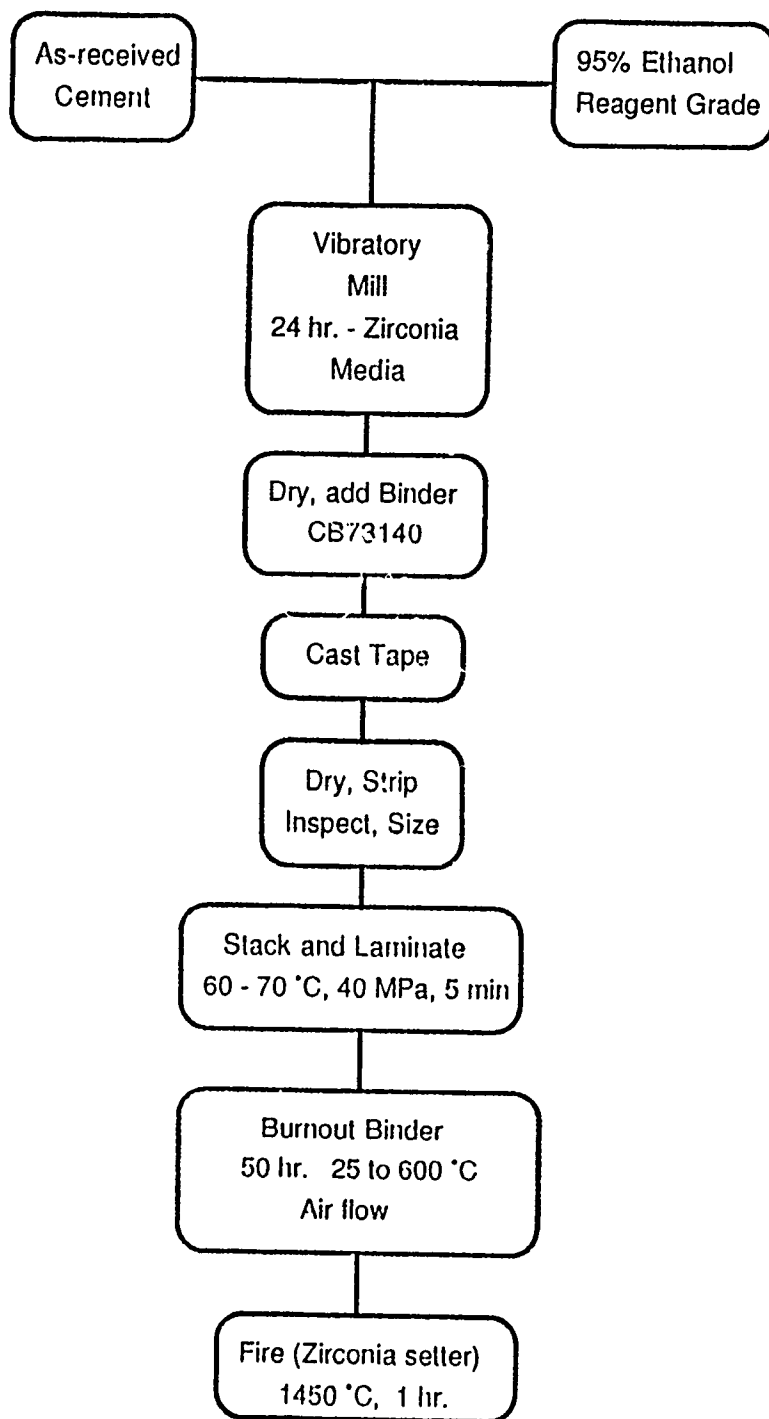 As-received
Cement
95% Ethanol
Reagent Grade
Vibratory
Mill
24 hr. - Zirconia
Media
Dry, add Binder
CB73140
Cast Tape
Dry, Strip
Inspect, Size
Stack and Laminate
60 - 70 °C, 40 MPa, 5 min
Burnout Binder
50 hr. 25 to 600 °C
Air flow
Fire (Zirconia setter)
1450 °C, 1 hr.